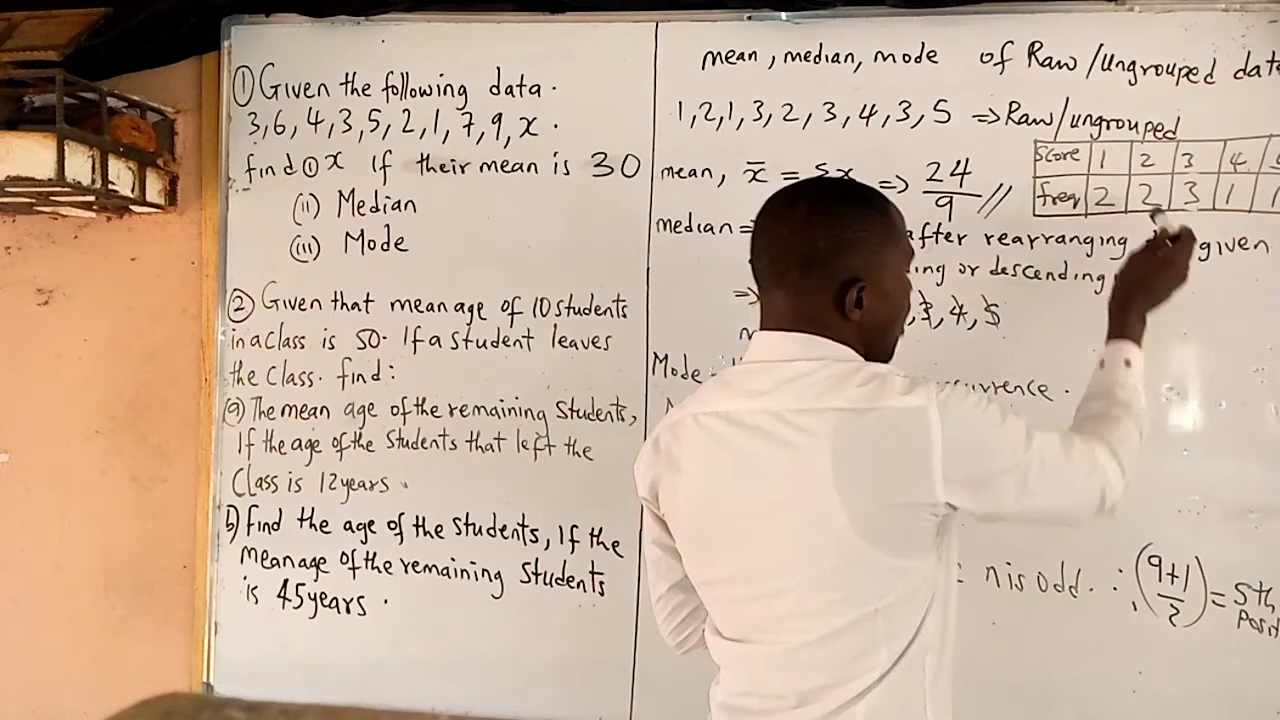 ① Given the following data.
3,6,4,3,5,2,1,7,9,x.
find ① x if their mean is 30
(ii) Median
(iii) Mode
② Given that mean age of 10 students
in a class is 50. If a student leaves
the class. find:
(a) The mean age of the remaining students,
If the age of the students that left the
Class is 12 years.
b) Find the age of the students, If the
mean age of the remaining students
is 45 years.
mean, median, mode of Raw/ungrouped data
1,2,1,3,2,3,4,3,5 ⇒ Raw/ungrouped
Score 1 2 3 4
freq 2 2 3 1 1
mean, x̄ = ⇒ 24/9 //
median = after rearranging given
or descending
⇒ , 3, 4, 5
Mode
n is odd. ∴ (9+1/2) = 5th